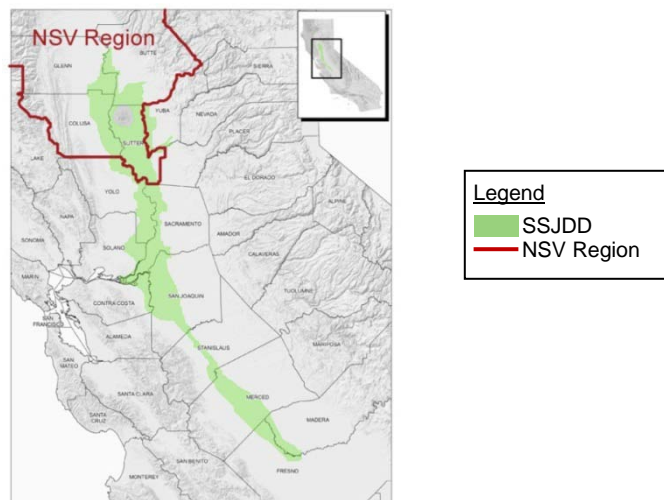 NSV Region
BUTTE
GLENN
SIERRA
YUBA
NEVADA
COLUSA
PLACER
SUTTER
LAKE
YOLO
EL DORADO
NAPA
SACRAMENTO
ALPINE
SONOMA
SOLANO
AMADOR
CALAVERAS
MARIN
CONTRA COSTA
SAN JOAQUIN
TUOLUMNE
SAN
FRANCISCO
ALAMEDA
STANISLAUS
MARIPOSA
SAN
MATEO
SANTA CLARA
MERCED
SANTA
CRUZ
MADERA
SAN BENITO
FRESNO
MONTEREY
Legend
SSJDD
NSV Region